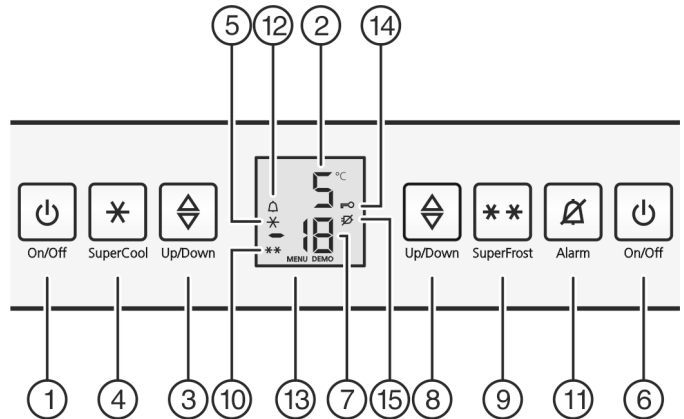 5 12 2 14
5 °C
-18
MENU DEMO
On/Off SuperCool Up/Down Up/Down SuperFrost Alarm On/Off
1 4 3 10 13 7 15 8 9 11 6